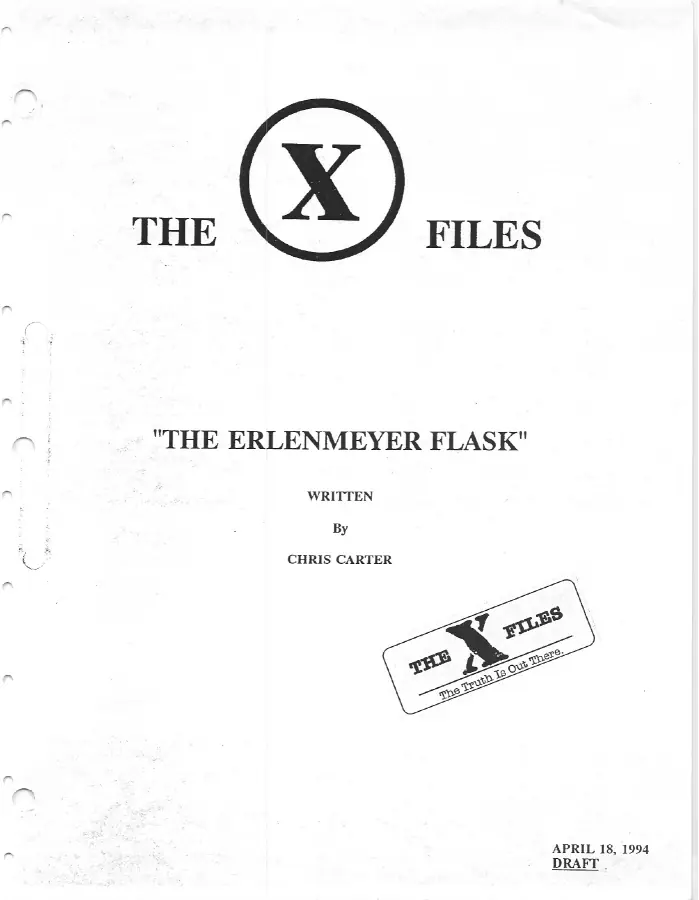 THE X FILES
"THE ERLENMEYER FLASK"
WRITTEN
By
CHRIS CARTER
THE X FILES
The Truth Is Out There.
APRIL 18, 1994
DRAFT